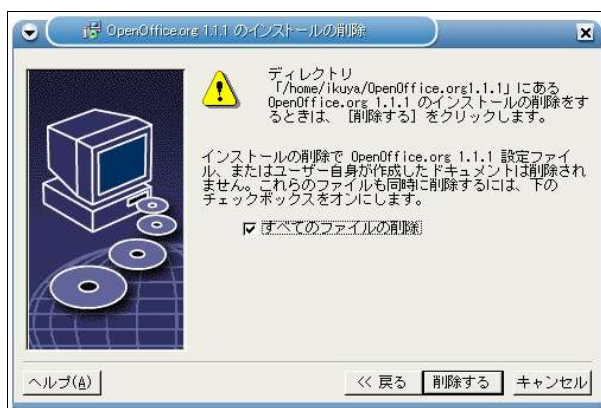 OpenOffice.org 1.1.1 のインストールの削除
ディレクトリ
「/home/ikuya/OpenOffice.org1.1.1」にある
OpenOffice.org 1.1.1 のインストールの削除をす
るときは、［削除する］をクリックします。
インストールの削除で OpenOffice.org 1.1.1 設定ファイ
ル、またはユーザー自身が作成したドキュメントは削除され
ません。これらのファイルも同時に削除するには、下の
チェックボックスをオンにします。
すべてのファイルの削除
ヘルプ(A)
<< 戻る
削除する
キャンセル